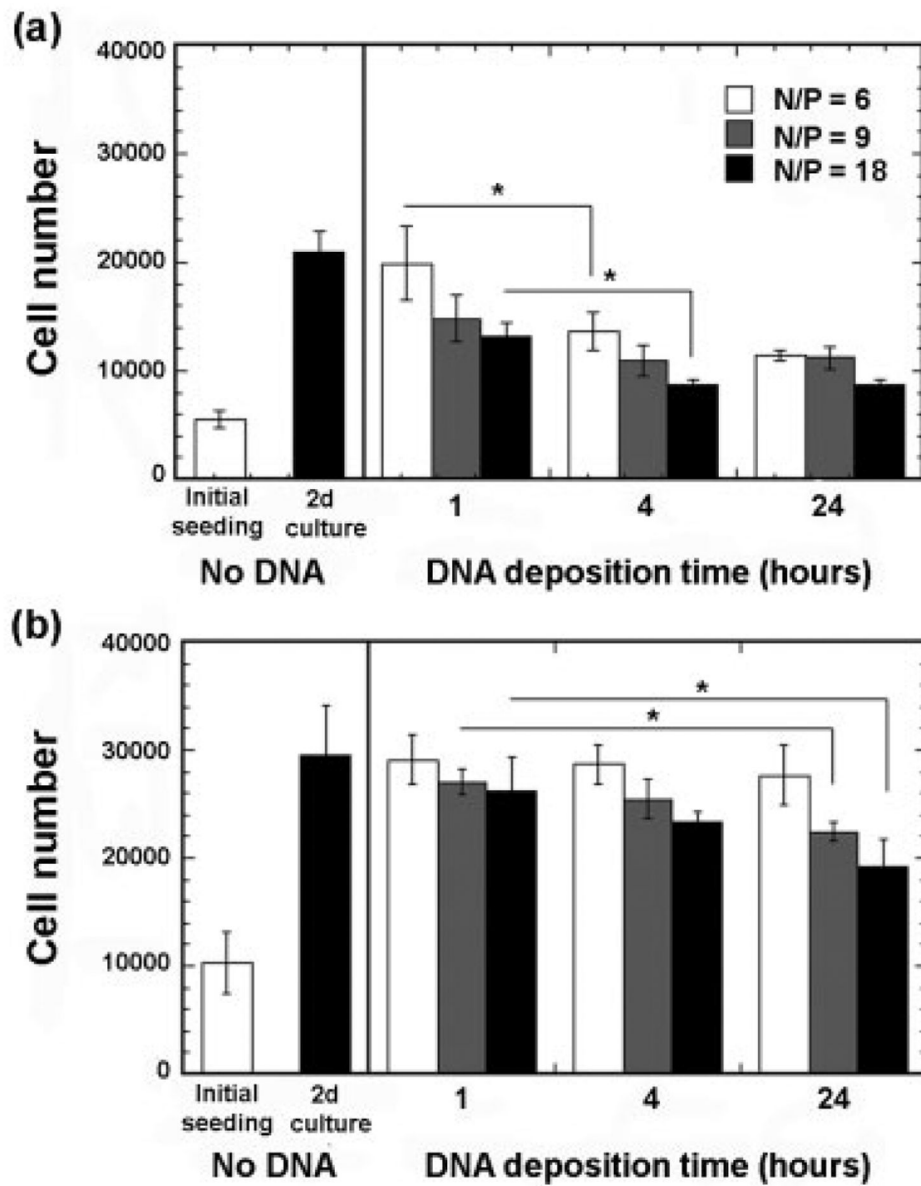 (a)
40000
30000
20000
10000
0
Cell number
N/P = 6
N/P = 9
N/P = 18
*
*
Initial seeding
2d culture
1
4
24
No DNA
DNA deposition time (hours)
(b)
40000
30000
20000
10000
0
Cell number
*
*
Initial seeding
2d culture
1
4
24
No DNA
DNA deposition time (hours)